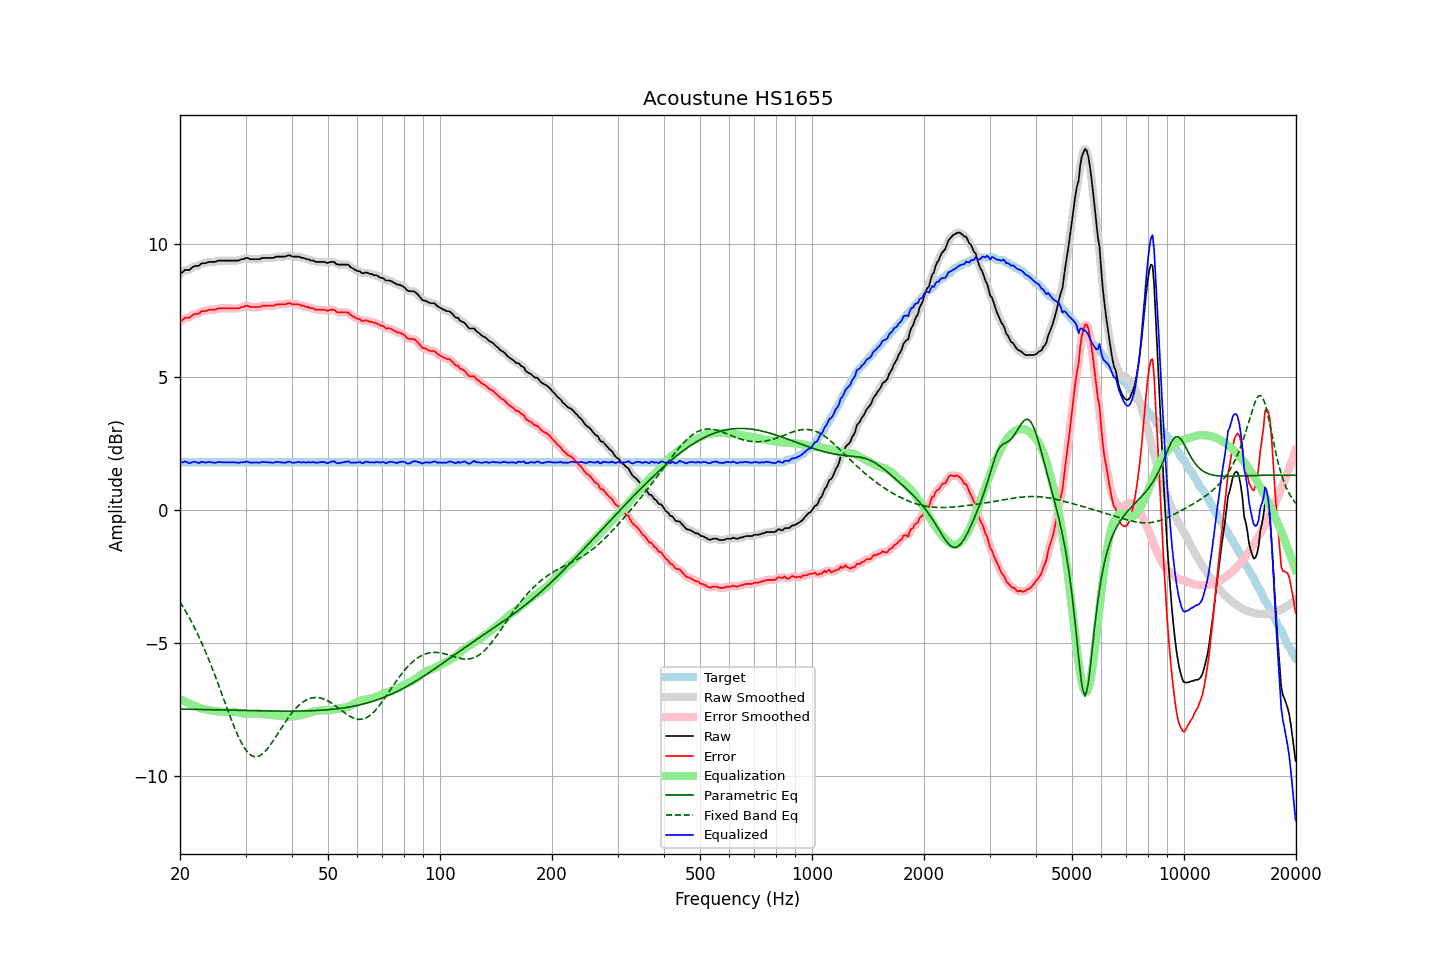 Acoustune HS1655
Amplitude (dBr)
10
5
0
−5
−10
Target
Raw Smoothed
Error Smoothed
Raw
Error
Equalization
Parametric Eq
Fixed Band Eq
Equalized
20 50 100 200 500 1000 2000 5000 10000 20000
Frequency (Hz)